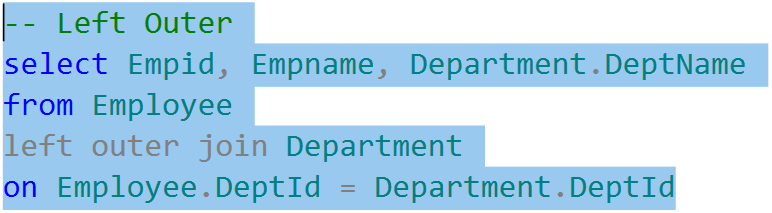 -- Left Outer
select Empid, Empname, Department.DeptName
from Employee
left outer join Department
on Employee.DeptId = Department.DeptId